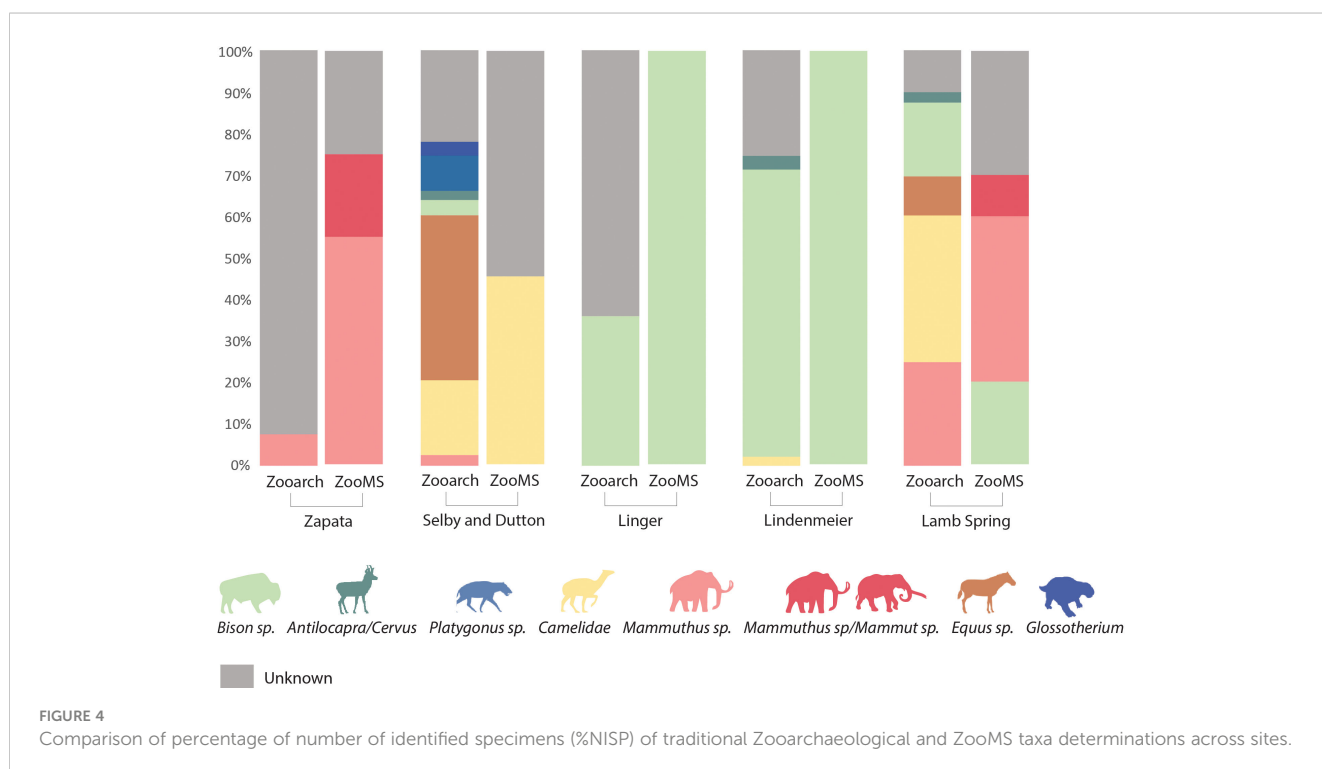 100%
90%
80%
70%
60%
50%
40%
30%
20%
10%
0%
Zooarch ZooMS Zooarch ZooMS Zooarch ZooMS Zooarch ZooMS Zooarch ZooMS
Zapata Selby and Dutton Linger Lindenmeier Lamb Spring
Bison sp. Antilocapra/Cervus Platygonus sp. Camelidae Mammuthus sp. Mammuthus sp/Mammut sp. Equus sp. Glossotherium
Unknown
FIGURE 4
Comparison of percentage of number of identified specimens (%NISP) of traditional Zooarchaeological and ZooMS taxa determinations across sites.